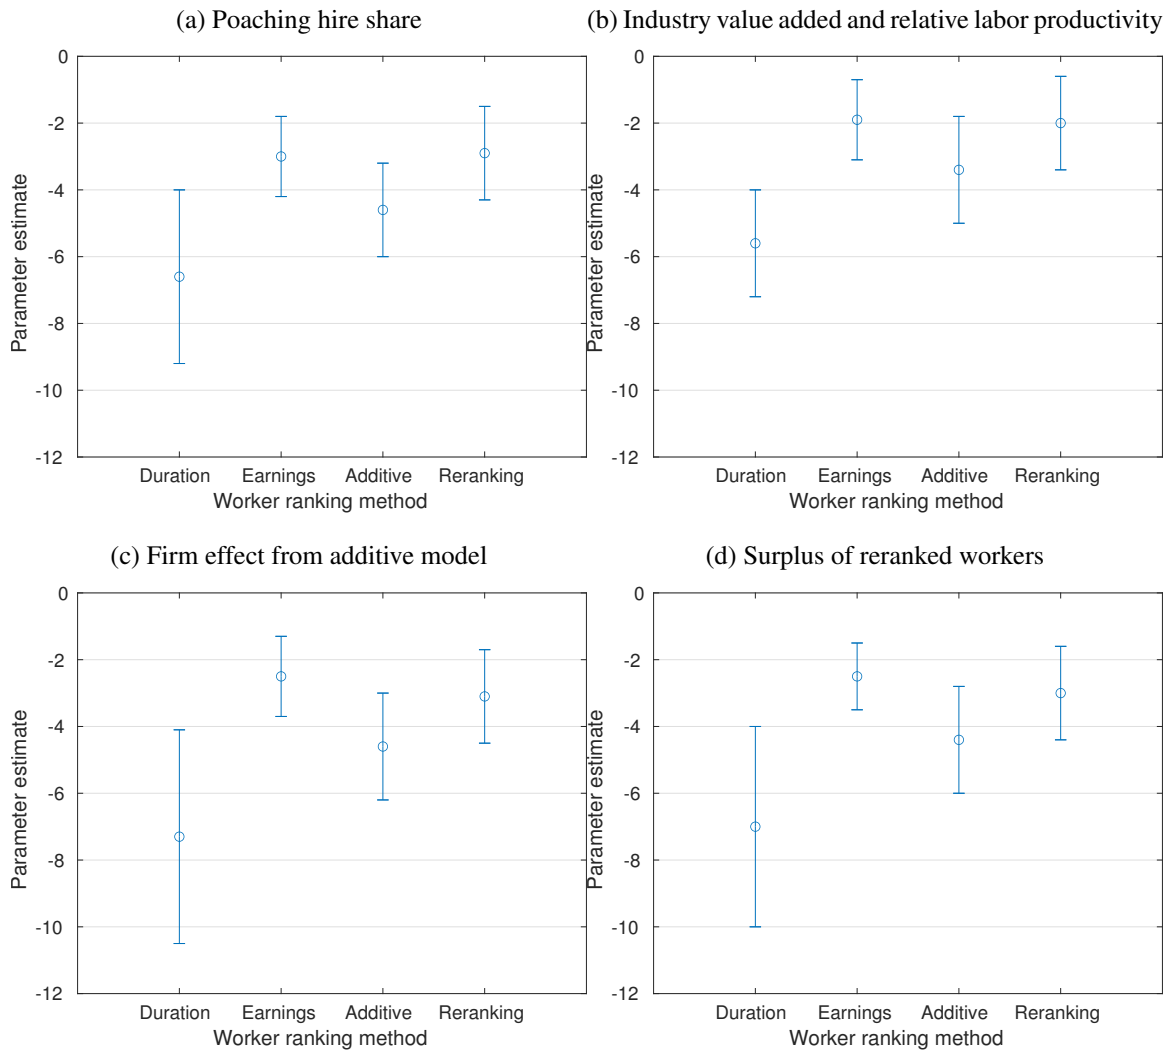 (a) Poaching hire share
0
-2
-4
-6
-8
-10
-12
Parameter estimate
Duration Earnings Additive Reranking
Worker ranking method
(b) Industry value added and relative labor productivity
0
-2
-4
-6
-8
-10
-12
Parameter estimate
Duration Earnings Additive Reranking
Worker ranking method
(c) Firm effect from additive model
0
-2
-4
-6
-8
-10
-12
Parameter estimate
Duration Earnings Additive Reranking
Worker ranking method
(d) Surplus of reranked workers
0
-2
-4
-6
-8
-10
-12
Parameter estimate
Duration Earnings Additive Reranking
Worker ranking method